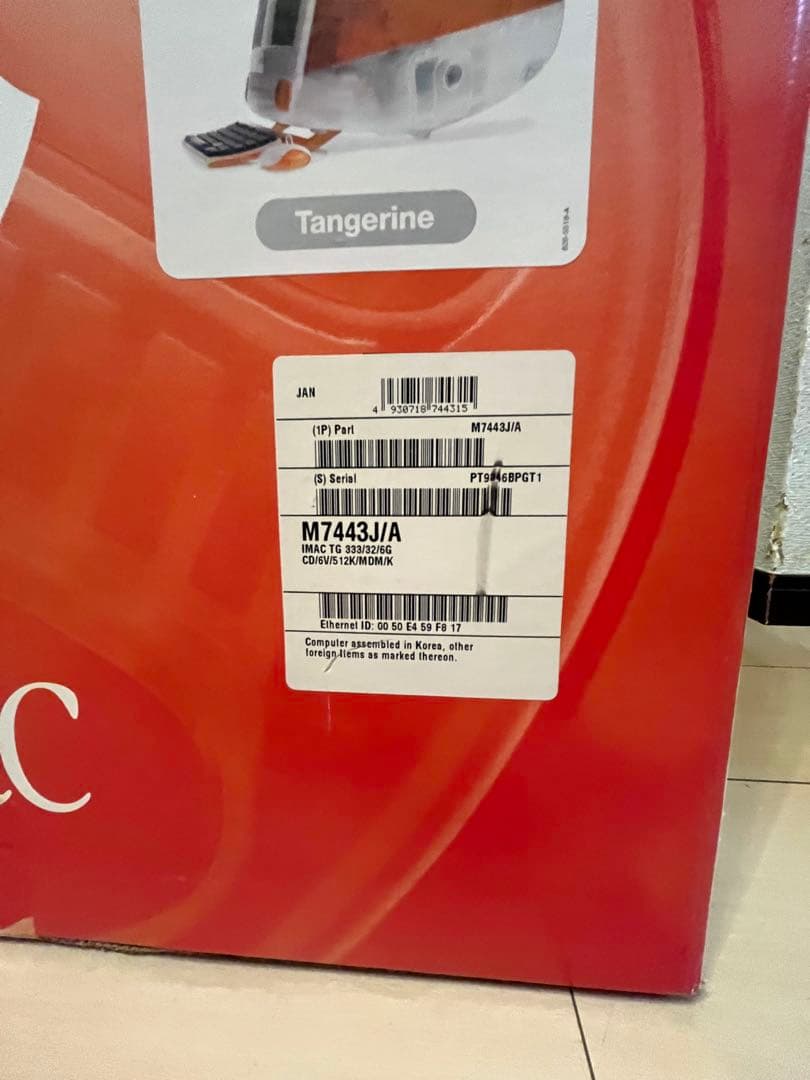 Tangerine
JAN
4 930718 744315
(1P) Part M7443J/A
(S) Serial
M7443J/A
IMAC TG 333/32/6G
CD/6V/512K/MDM/K
Ethernet ID: 00 50 E4 59 F8 17
Computer assembled in Korea, other
foreign items as marked thereon.